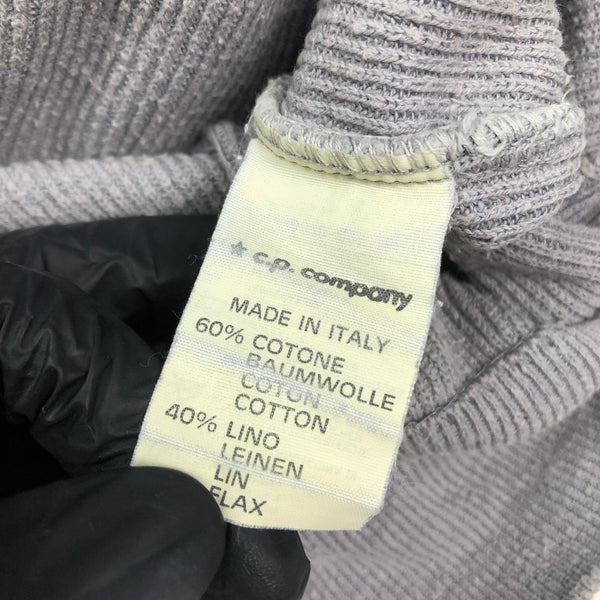 ★ c.p. company
MADE IN ITALY
60% COTONE
BAUMWOLLE
COTON
COTTON
40% LINO
LEINEN
LIN
FLAX